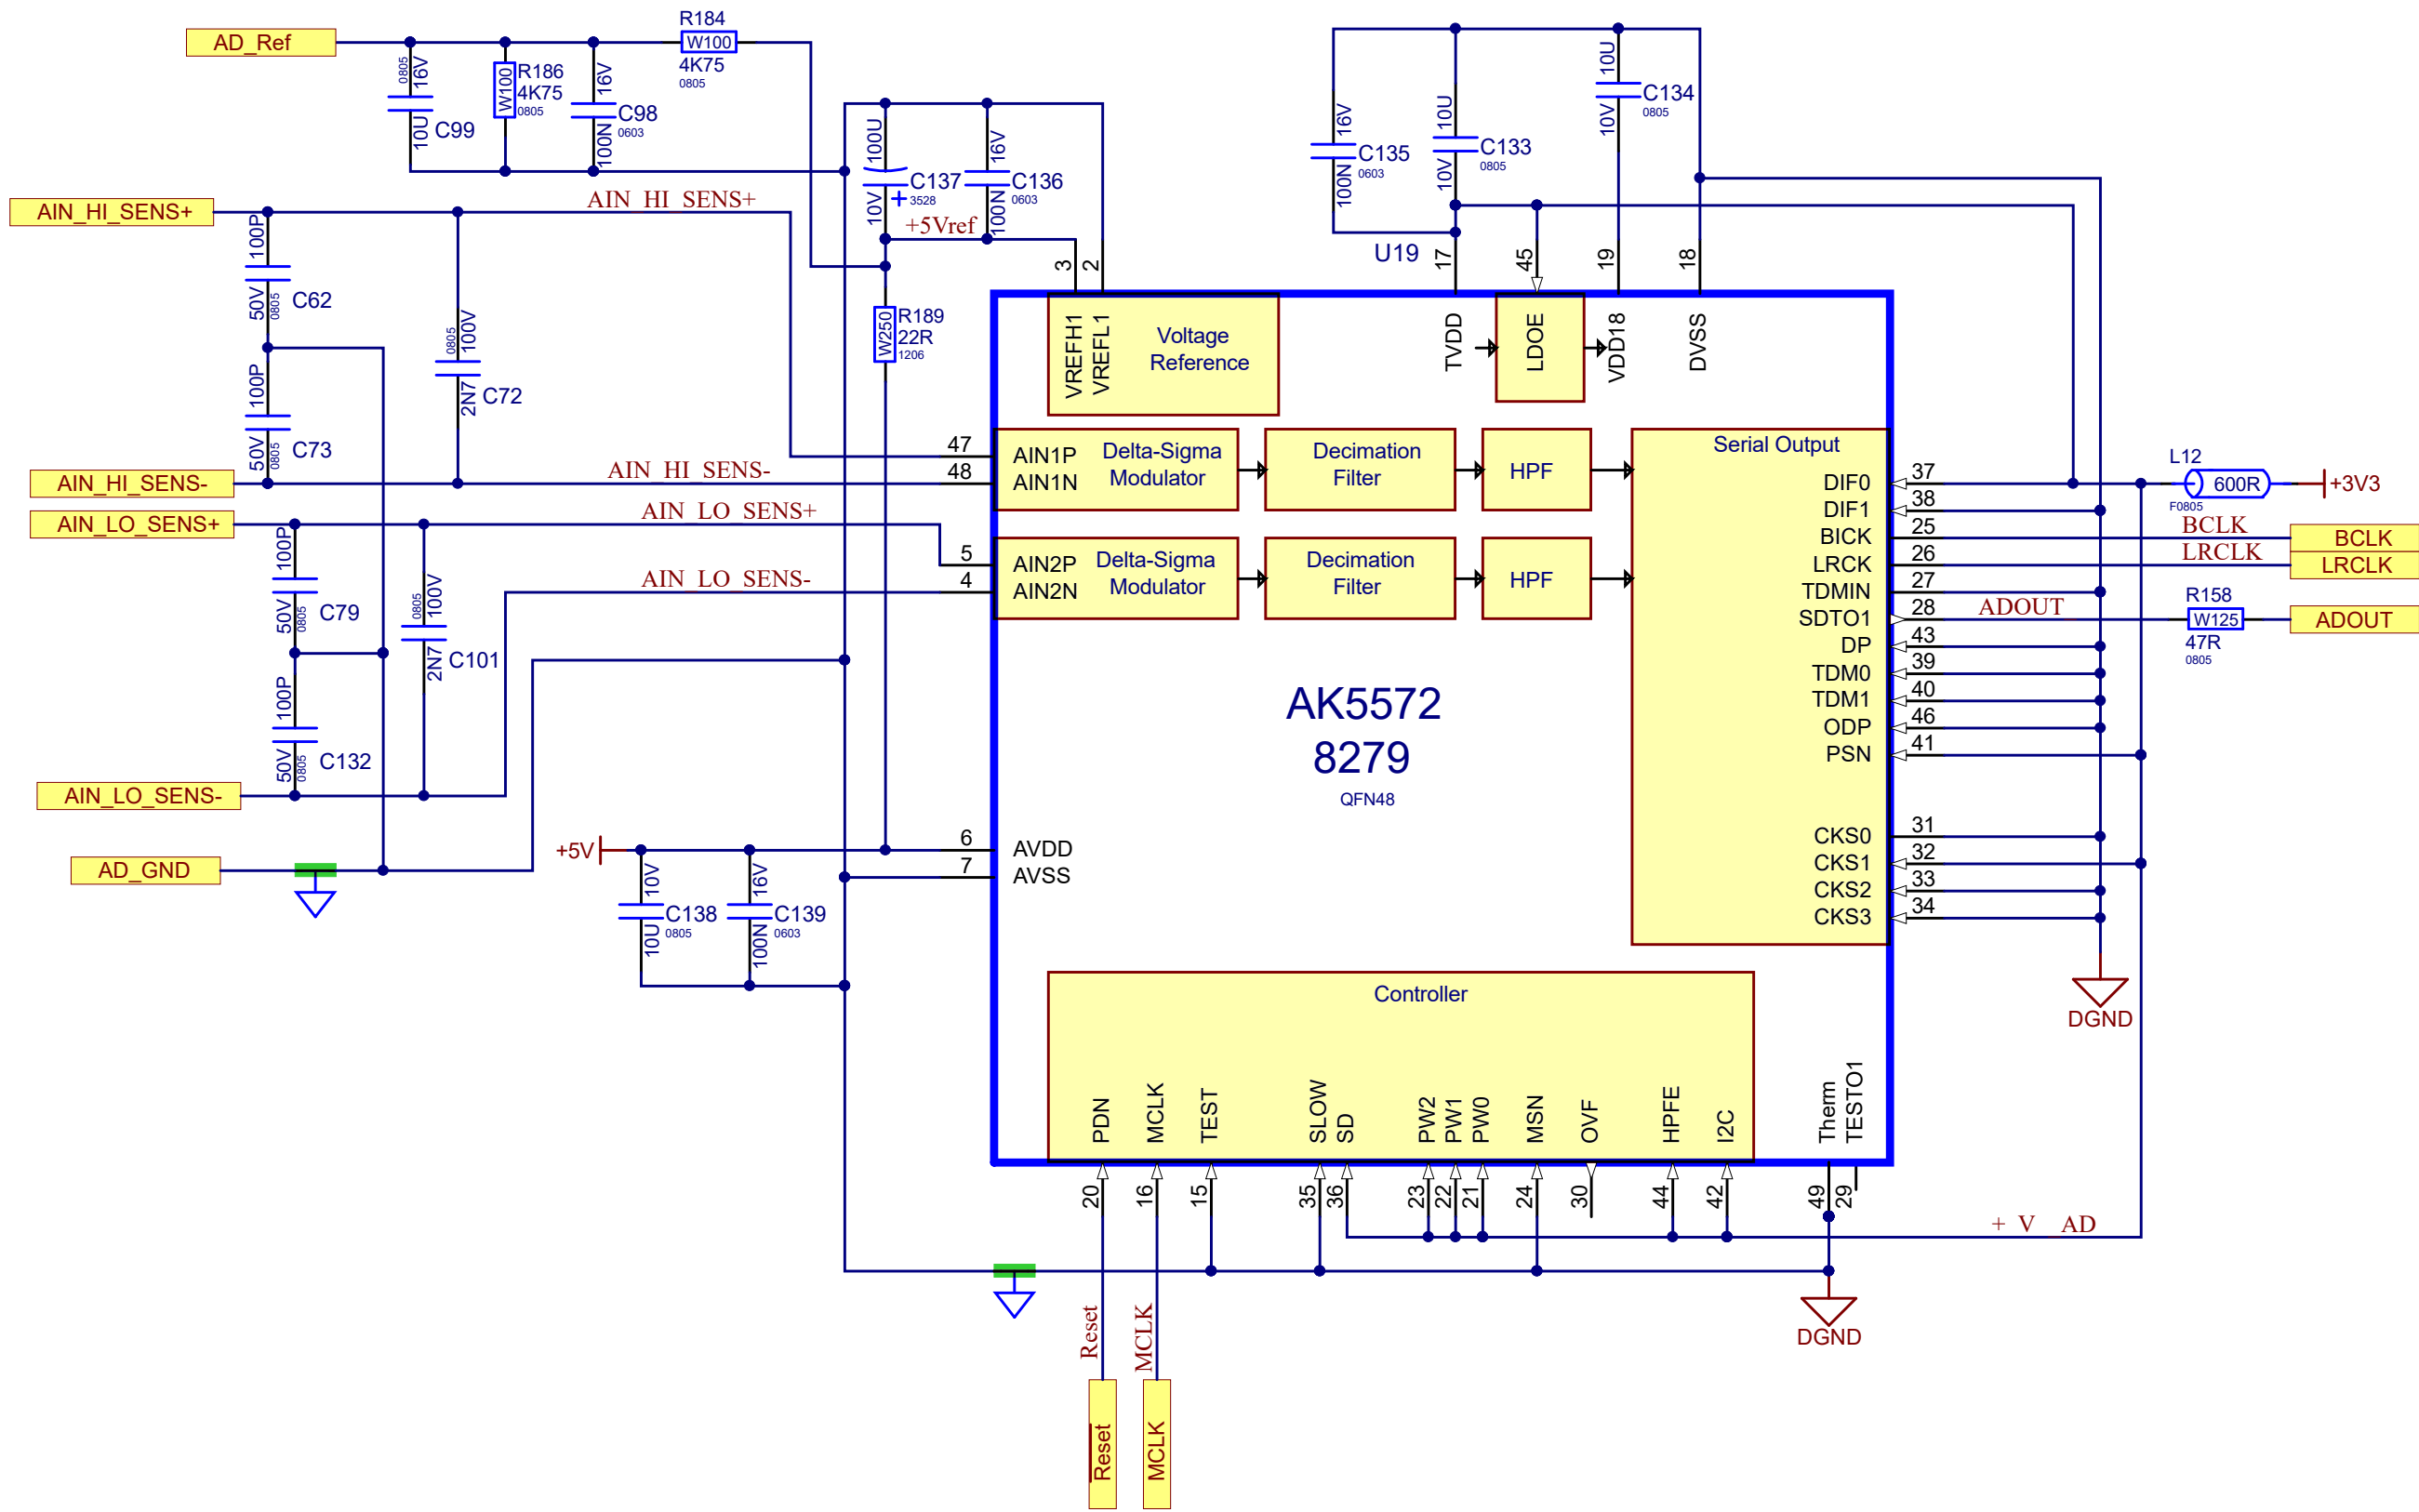 AD_Ref
R184
W100
4K75
0805
0805
16V
10U
C99
W100
R186
4K75
0805
16V
C98
0603
100N
100U
C137
3528
10V
+
16V
C136
0603
100N
+5Vref
16V
C135
0603
100N
10U
C133
0805
10V
10U
C134
0805
10V
AIN_HI_SENS+
AIN_HI_SENS+
100P
50V
0805
C62
100P
50V
0805
C73
0805
100V
C72
2N7
AIN_HI_SENS-
AIN_HI_SENS-
AIN_LO_SENS+
AIN_LO_SENS+
100P
50V
0805
C79
100P
50V
0805
C132
0805
100V
C101
2N7
AIN_LO_SENS-
AIN_LO_SENS-
AD_GND
W250
R189
22R
1206
U19
3
2
17
45
19
18
VREFH1
VREFL1
Voltage
Reference
TVDD
LDOE
VDD18
DVSS
47
48
AIN1P
AIN1N
Delta-Sigma
Modulator
Decimation
Filter
HPF
5
4
AIN2P
AIN2N
Delta-Sigma
Modulator
Decimation
Filter
HPF
Serial Output
DIF0
37
DIF1
38
BICK
25
LRCK
26
TDMIN
27
SDTO1
28
DP
43
TDM0
39
TDM1
40
ODP
46
PSN
41
CKS0
31
CKS1
32
CKS2
33
CKS3
34
L12
600R
F0805
+3V3
BCLK
BCLK
LRCLK
LRCLK
ADOUT
R158
W125
47R
0805
ADOUT
AK5572
8279
QFN48
+5V
6
7
AVDD
AVSS
10V
C138
0805
10U
16V
C139
0603
100N
DGND
Controller
PDN
MCLK
TEST
SLOW
SD
PW2
PW1
PW0
MSN
OVF
HPFE
I2C
Therm
TESTO1
20
16
15
35
36
23
22
21
24
30
44
42
49
29
+_V__AD
DGND
Reset
MCLK
Reset
MCLK